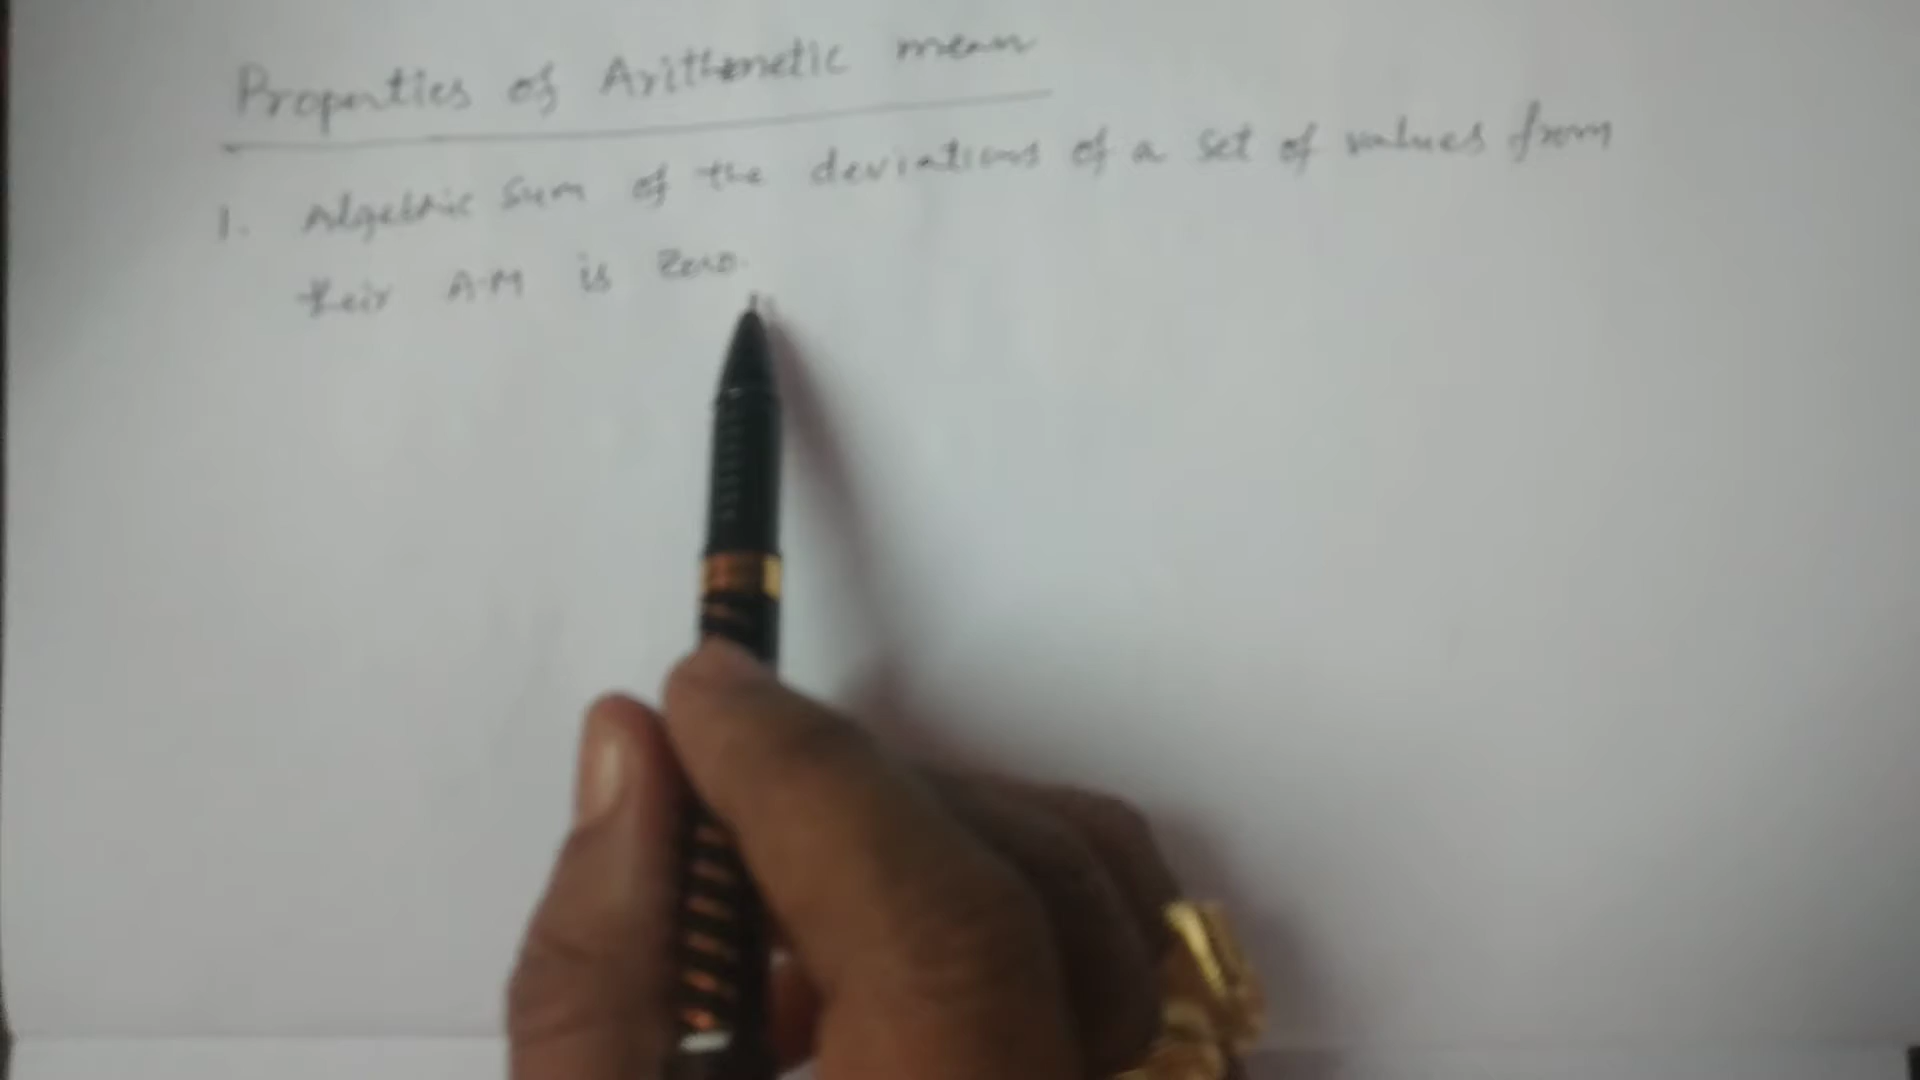 Properties of Arithmetic mean
1. Algebraic sum of the deviations of a set of values from
their A.M is zero.